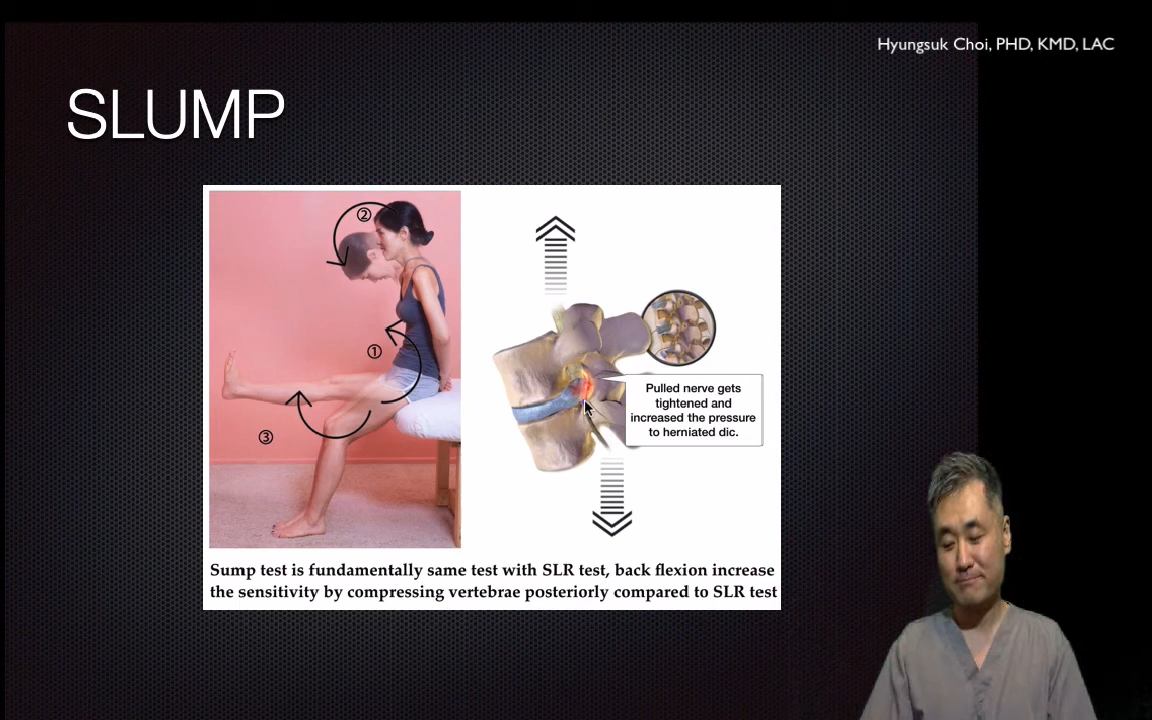 Hyungsuk Choi, PHD, KMD, LAC
SLUMP
②
①
③
Pulled nerve gets
tightened and
increased the pressure
to herniated dic.
Sump test is fundamentally same test with SLR test, back flexion increase
the sensitivity by compressing vertebrae posteriorly compared to SLR test